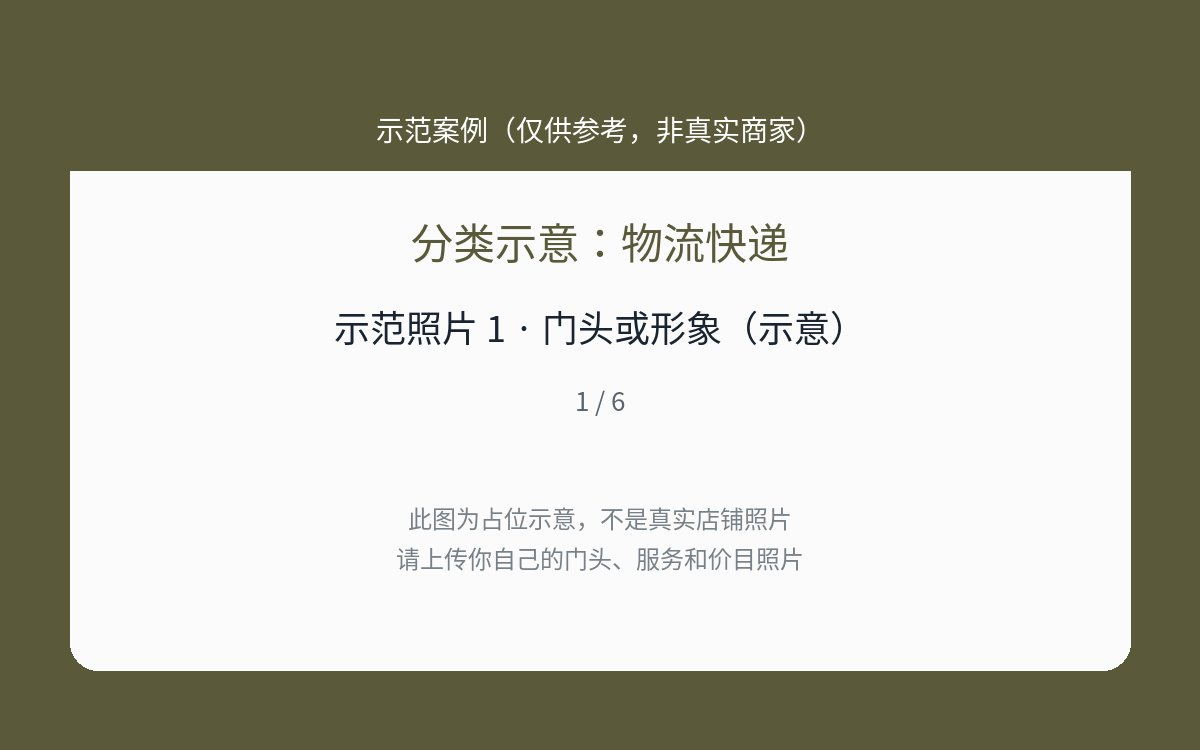 示范案例（仅供参考，非真实商家）
分类示意：物流快递
示范照片 1 · 门头或形象（示意）
1 / 6
此图为占位示意，不是真实店铺照片
请上传你自己的门头、服务和价目照片